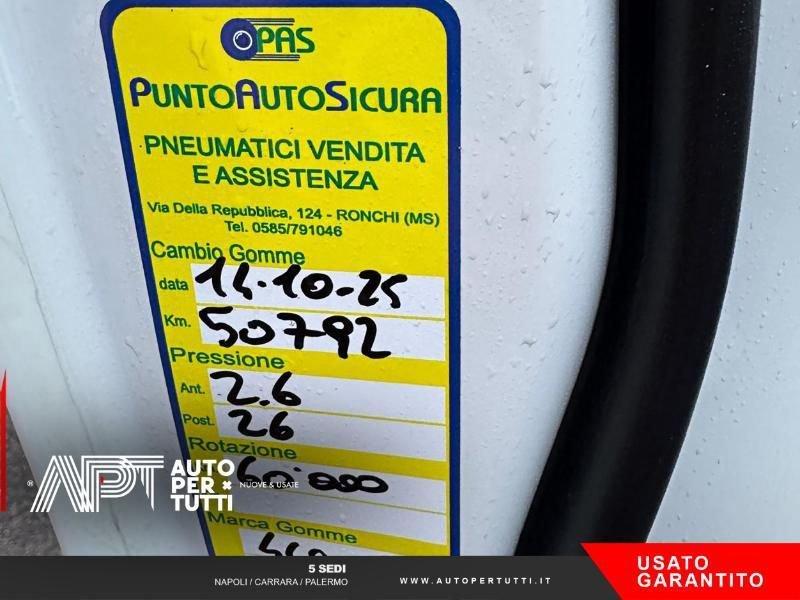 PAS
PUNTOAUTOSICURA
PNEUMATICI VENDITA
E ASSISTENZA
Via Della Repubblica, 124 - RONCHI (MS)
Tel. 0585/791046
Cambio Gomme
data 14-10-25
Km. 50792
Pressione
Ant. 2.6
Post. 26
Rotazione
60.000
Marca Gomme
® APT AUTO
PER
TUTTI
NUOVE & USATE
5 SEDI
NAPOLI / CARRARA / PALERMO
WWW.AUTOPERTUTTI.IT
USATO
GARANTITO